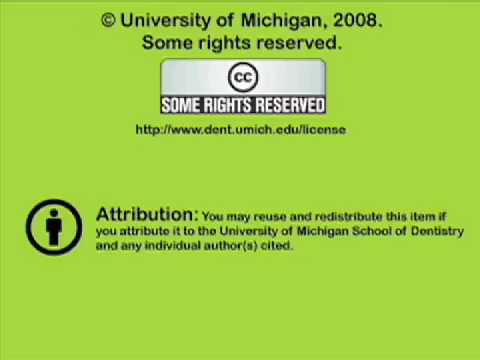 © University of Michigan, 2008.
Some rights reserved.
cc
SOME RIGHTS RESERVED
http://www.dent.umich.edu/license
Attribution: You may reuse and redistribute this item if
you attribute it to the University of Michigan School of Dentistry
and any individual author(s) cited.